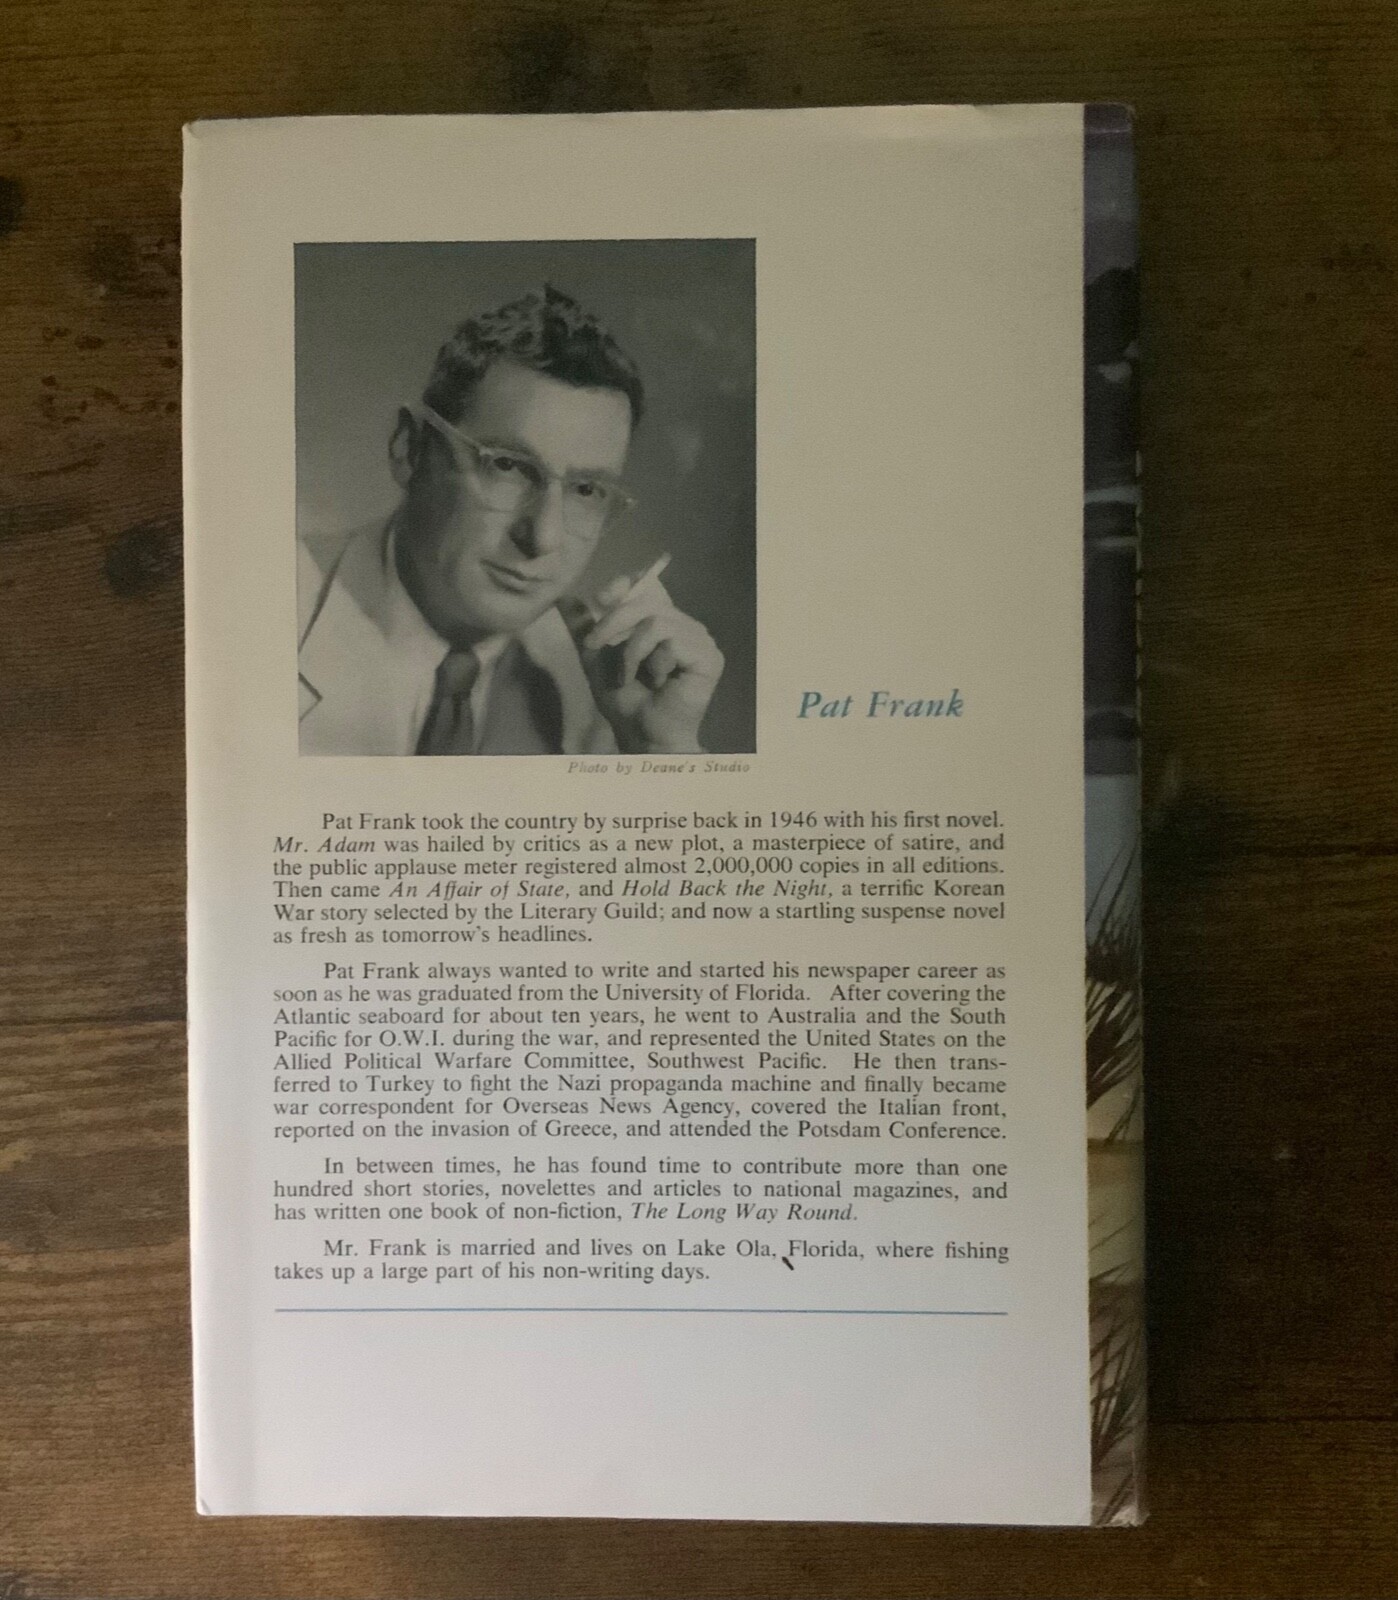 Pat Frank
Photo by Deane's Studio
Pat Frank took the country by surprise back in 1946 with his first novel.
Mr. Adam was hailed by critics as a new plot, a masterpiece of satire, and
the public applause meter registered almost 2,000,000 copies in all editions.
Then came An Affair of State, and Hold Back the Night, a terrific Korean
War story selected by the Literary Guild; and now a startling suspense novel
as fresh as tomorrow's headlines.
Pat Frank always wanted to write and started his newspaper career as
soon as he was graduated from the University of Florida. After covering the
Atlantic seaboard for about ten years, he went to Australia and the South
Pacific for O.W.I. during the war, and represented the United States on the
Allied Political Warfare Committee, Southwest Pacific. He then trans-
ferred to Turkey to fight the Nazi propaganda machine and finally became
war correspondent for Overseas News Agency, covered the Italian front,
reported on the invasion of Greece, and attended the Potsdam Conference.
In between times, he has found time to contribute more than one
hundred short stories, novelettes and articles to national magazines, and
has written one book of non-fiction, The Long Way Round.
Mr. Frank is married and lives on Lake Ola, Florida, where fishing
takes up a large part of his non-writing days.